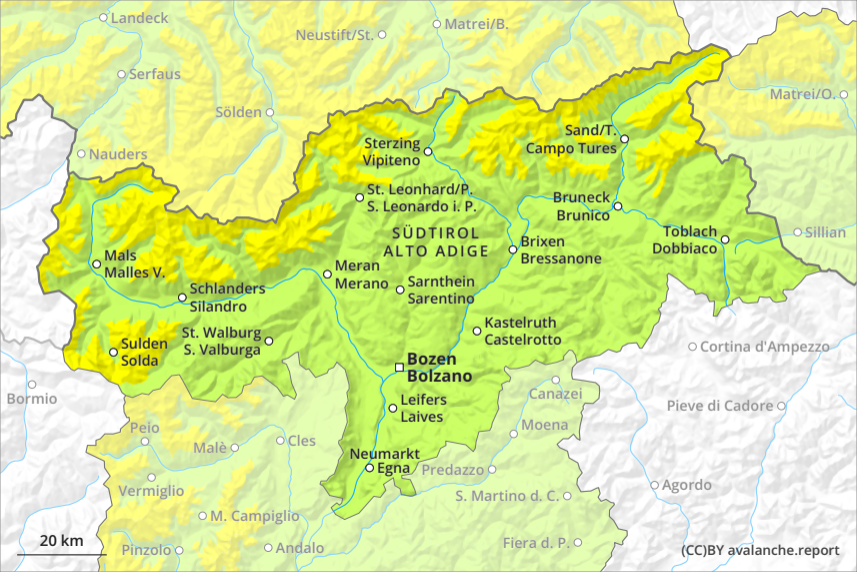 Landeck
Matrei/B.
Neustift/St.
Serfaus
Matrei/O.
Sölden
Sand/T.
Campo Tures
Sterzing
Vipiteno
Nauders
St. Leonhard/P.
S. Leonardo i. P.
Bruneck
Brunico
SÜDTIROL
ALTO ADIGE
Toblach
Dobbiaco
Sillian
Brixen
Bressanone
Mals
Malles V.
Meran
Merano
Sarnthein
Sarentino
Schlanders
Silandro
Kastelruth
Castelrotto
St. Walburg
S. Valburga
Sulden
Solda
Cortina d'Ampezzo
Bozen
Bolzano
Bormio
Canazei
Leifers
Laives
Pieve di Cadore
Peio
Moena
Cles
Malè
Neumarkt
Egna
Predazzo
Vermiglio
Agordo
S. Martino d. C.
M. Campiglio
20 km
Pinzolo
Andalo
Fiera d. P.
(CC)BY avalanche.report